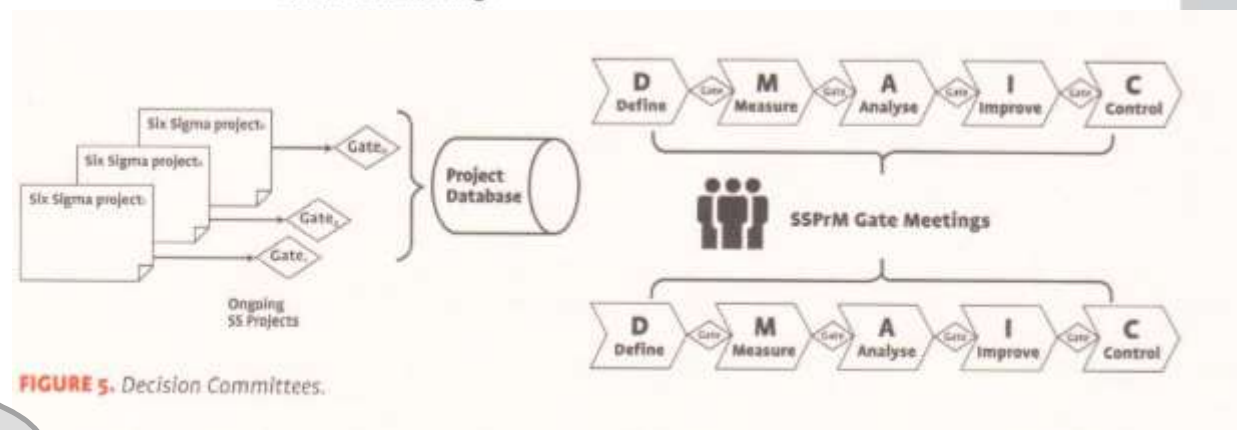 Six Sigma project
Six Sigma project
Six Sigma project
Gate
Gate
Gate
Ongoing
SS Projects
Project
Database
D
Define
Gate
M
Measure
Gate
A
Analyse
Gate
I
Improve
Gate
C
Control
SSPrM Gate Meetings
D
Define
Gate
M
Measure
Gate
A
Analyse
Gate
I
Improve
Gate
C
Control
FIGURE 5. Decision Committees.